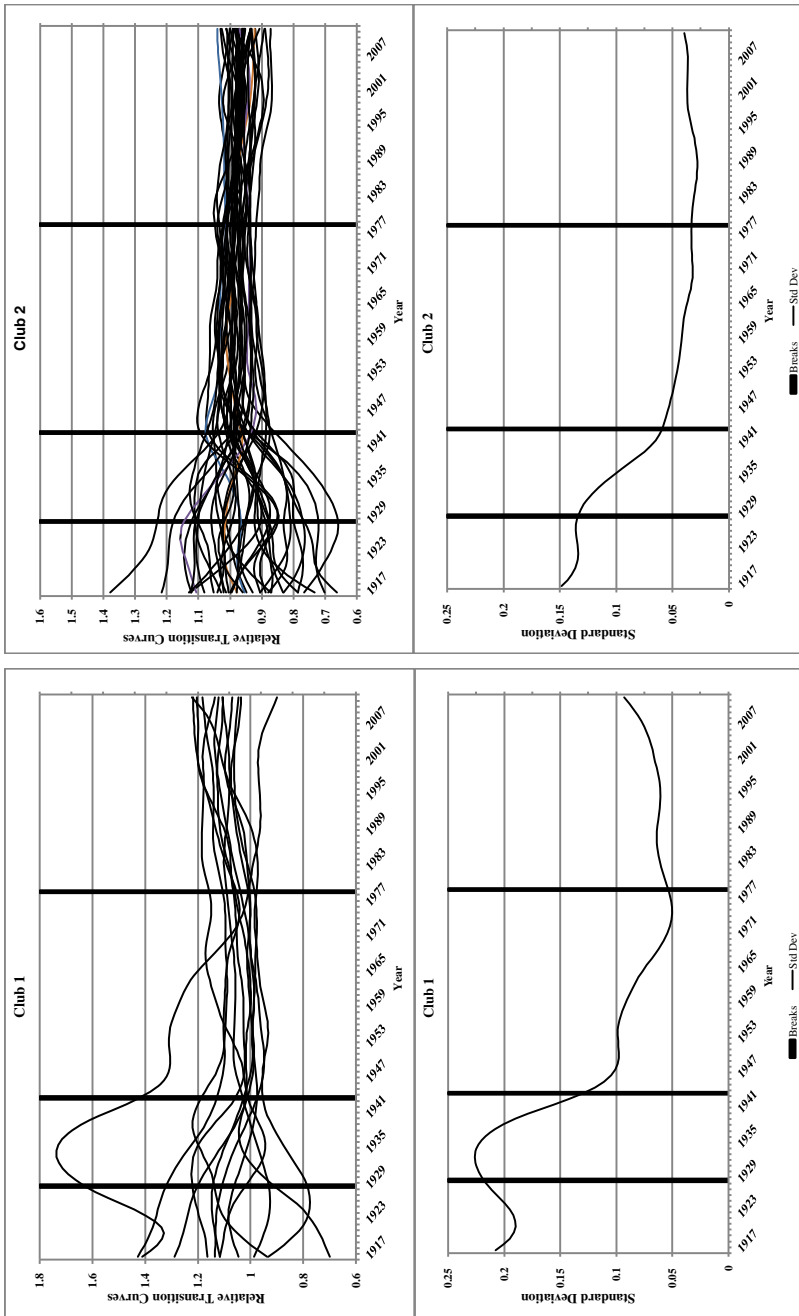 Club 1
Relative Transition Curves
1.8
1.6
1.4
1.2
1
0.8
0.6
1917 1923 1929 1935 1941 1947 1953 1959 1965 1971 1977 1983 1989 1995 2001 2007
Year
Club 2
Relative Transition Curves
1.6
1.5
1.4
1.3
1.2
1.1
1
0.9
0.8
0.7
0.6
1917 1923 1929 1935 1941 1947 1953 1959 1965 1971 1977 1983 1989 1995 2001 2007
Year
Club 1
Standard Deviation
0.25
0.2
0.15
0.1
0.05
0
1917 1923 1929 1935 1941 1947 1953 1959 1965 1971 1977 1983 1989 1995 2001 2007
Year
Breaks Std Dev
Club 2
Standard Deviation
0.25
0.2
0.15
0.1
0.05
0
1917 1923 1929 1935 1941 1947 1953 1959 1965 1971 1977 1983 1989 1995 2001 2007
Year
Breaks Std Dev